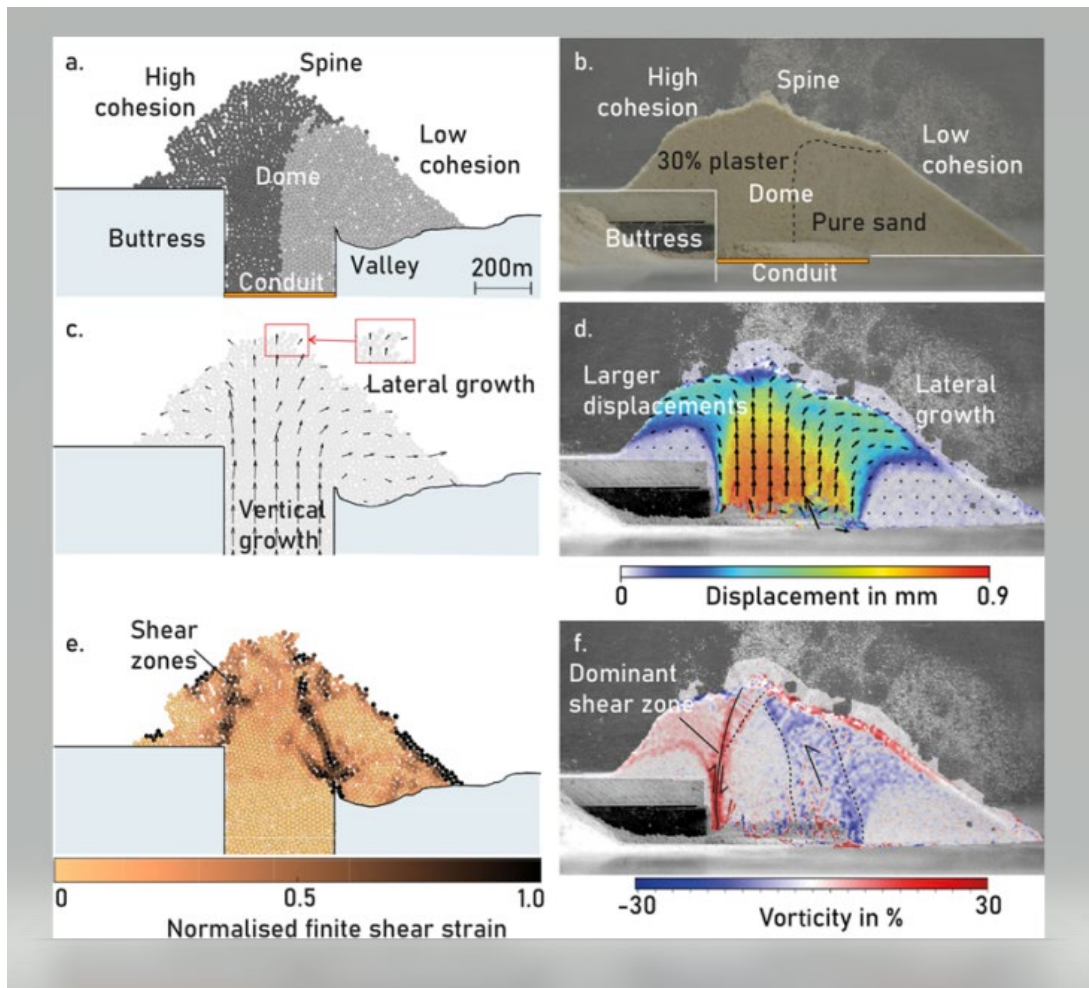 a.
High
cohesion
Spine
Low
cohesion
Dome
Buttress
Conduit
Valley
200m
b.
High
cohesion
Spine
Low
cohesion
30% plaster
Dome
Pure sand
Buttress
Conduit
c.
Lateral growth
Vertical
growth
d.
Larger
displacements
Lateral
growth
0
Displacement in mm
0.9
e.
Shear
zones
0
0.5
1.0
Normalised finite shear strain
f.
Dominant
shear zone
-30
Vorticity in %
30